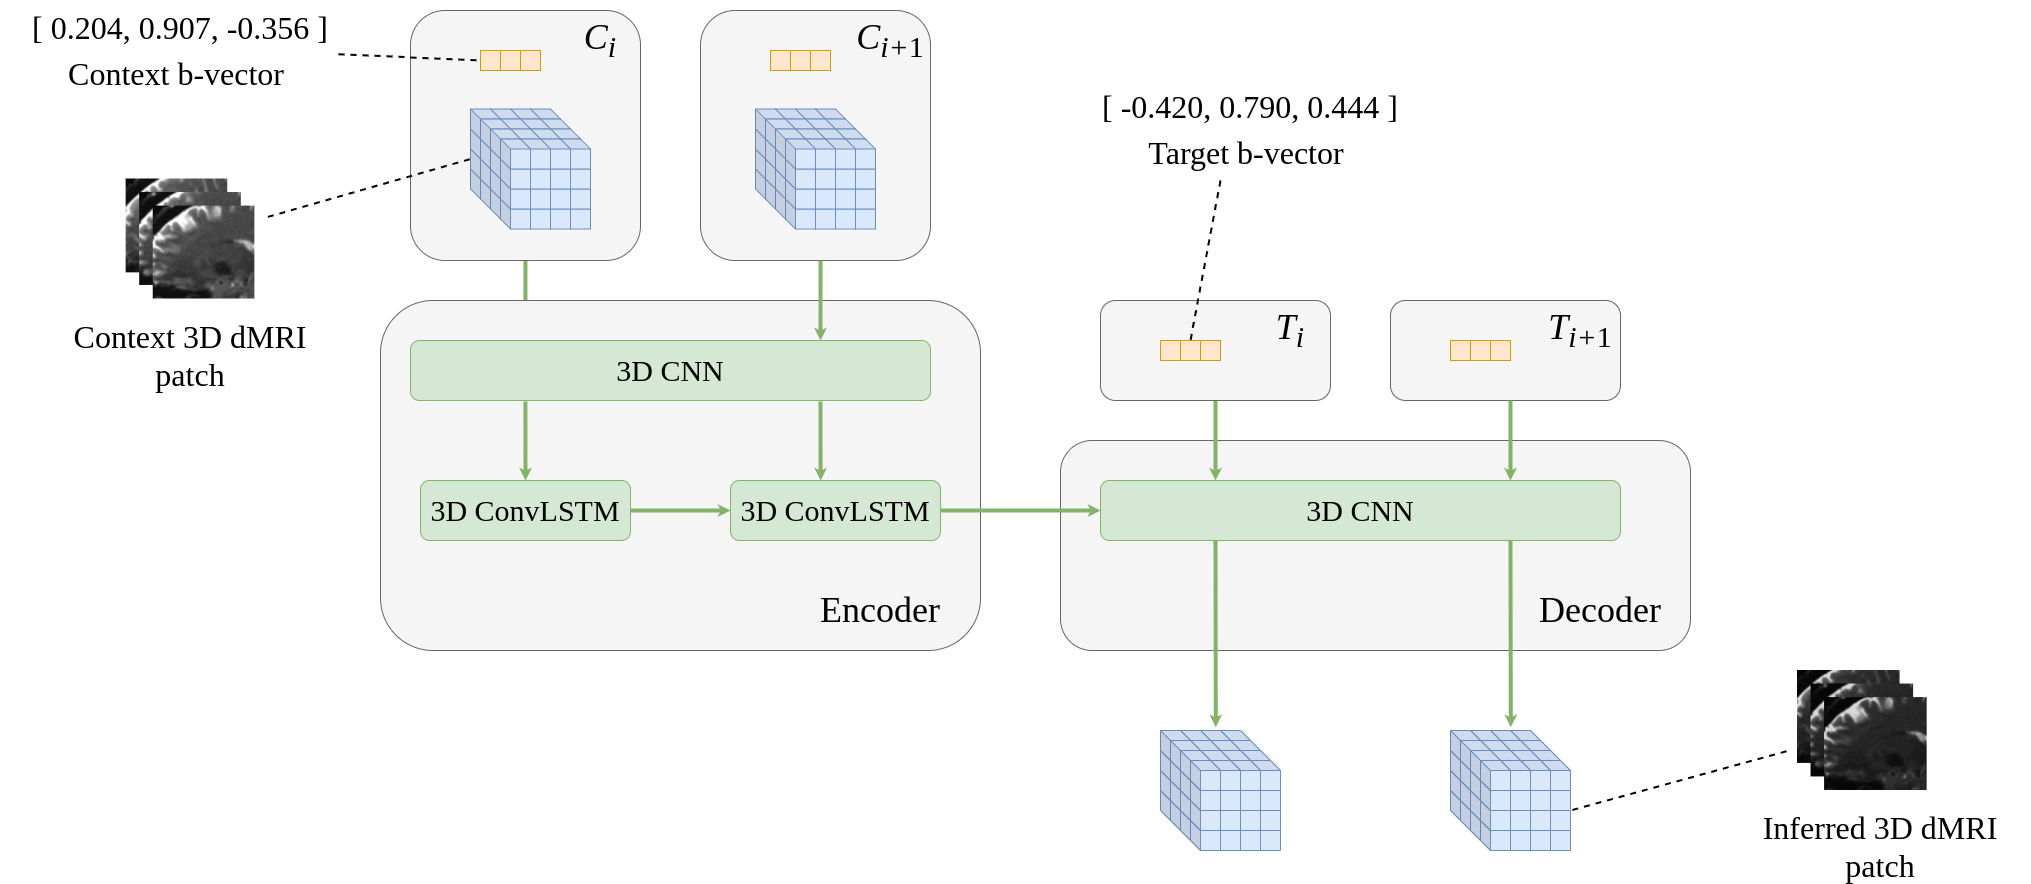 [ 0.204, 0.907, -0.356 ]
Context b-vector
C_i
C_{i+1}
[ -0.420, 0.790, 0.444 ]
Target b-vector
Context 3D dMRI
patch
T_i
T_{i+1}
3D CNN
3D ConvLSTM
3D ConvLSTM
3D CNN
Encoder
Decoder
Inferred 3D dMRI
patch